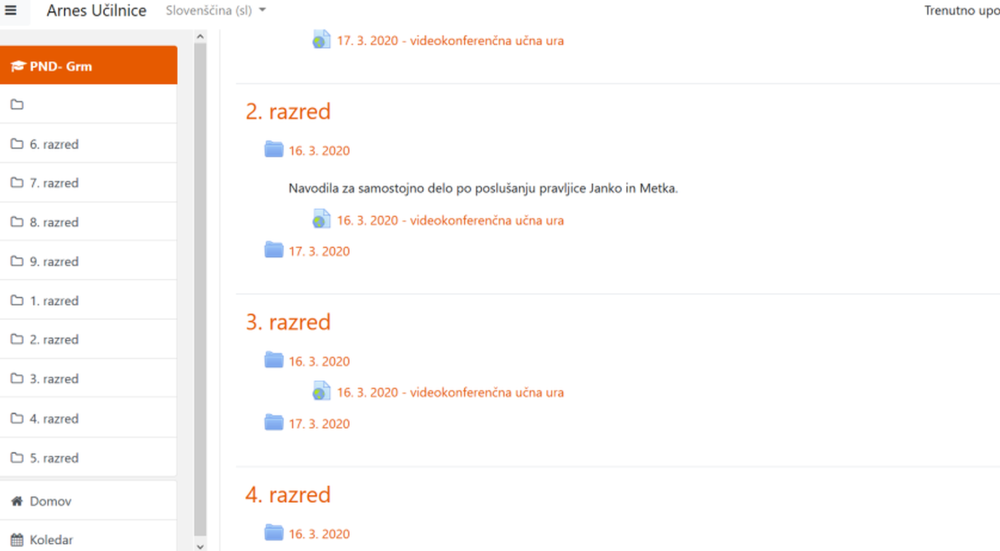 Arnes Učilnice
Slovenščina (sl)
Trenutno upo
PND- Grm
6. razred
7. razred
8. razred
9. razred
1. razred
2. razred
3. razred
4. razred
5. razred
Domov
Koledar
17. 3. 2020 - videokonferenčna učna ura
2. razred
16. 3. 2020
Navodila za samostojno delo po poslušanju pravljice Janko in Metka.
16. 3. 2020 - videokonferenčna učna ura
17. 3. 2020
3. razred
16. 3. 2020
16. 3. 2020 - videokonferenčna učna ura
17. 3. 2020
4. razred
16. 3. 2020